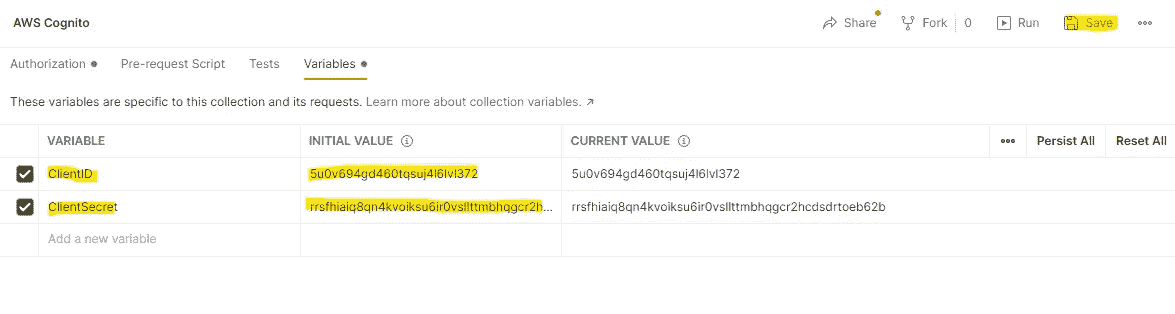 AWS Cognito Share Fork 0 Run Save
Authorization Pre-request Script Tests Variables
These variables are specific to this collection and its requests. Learn more about collection variables. ↗
VARIABLE INITIAL VALUE CURRENT VALUE Persist All Reset All
ClientID 5u0v694gd460tqsuj4l6lvl372 5u0v694gd460tqsuj4l6lvl372
ClientSecret rrsfhiaiq8qn4kvoiksu6ir0vsllttmbhqgcr2h... rrsfhiaiq8qn4kvoiksu6ir0vsllttmbhqgcr2hcdsdrtoeb62b
Add a new variable